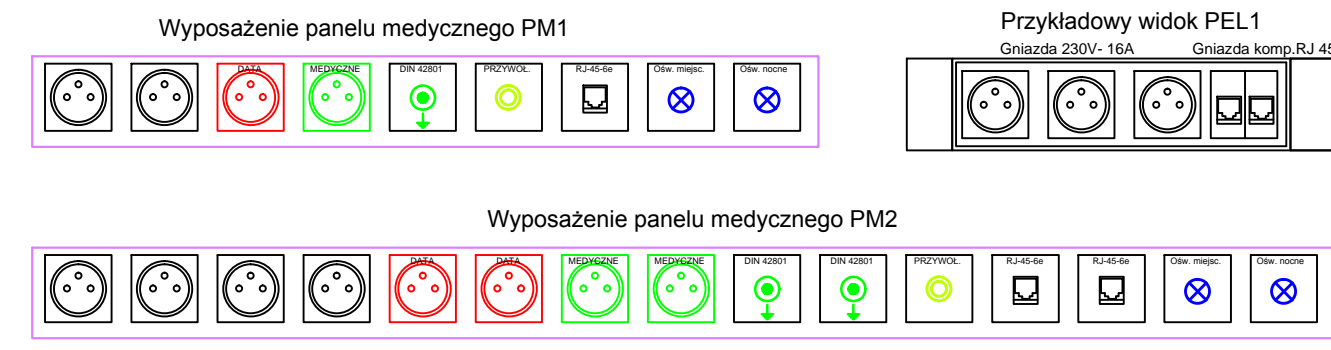 Wyposażenie panelu medycznego PM1
Przykładowy widok PEL1
Gniazda 230V- 16A Gniazda komp.RJ 45
DATA MEDYCZNE DIN 42801 PRZYWOŁ. RJ-45-6e Ośw. miejsc. Ośw. nocne
Wyposażenie panelu medycznego PM2
DATA DATA MEDYCZNE MEDYCZNE DIN 42801 DIN 42801 PRZYWOŁ. RJ-45-6e RJ-45-6e Ośw. miejsc. Ośw. nocne